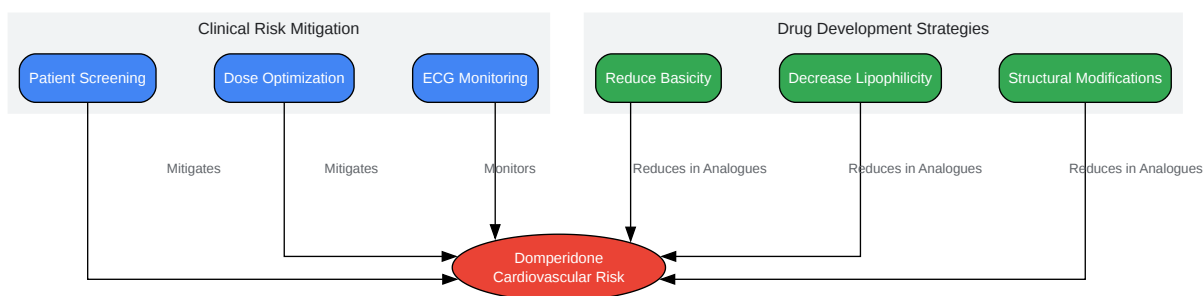 Clinical Risk Mitigation
Drug Development Strategies
Patient Screening
Dose Optimization
ECG Monitoring
Reduce Basicity
Decrease Lipophilicity
Structural Modifications
Mitigates
Mitigates
Monitors
Reduces in Analogues
Reduces in Analogues
Reduces in Analogues
Domperidone
Cardiovascular Risk